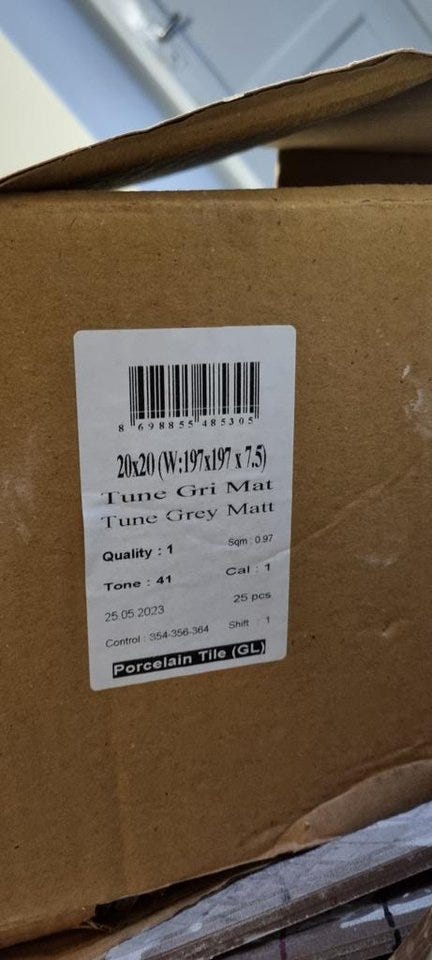 8 698855 485305
20x20 (W:197x197 x 7.5)
Tune Gri Mat
Tune Grey Matt
Quality : 1 Sqm : 0.97
Tone : 41 Cal : 1
25.05.2023 25 pcs
Control : 354-356-364 Shift : 1
Porcelain Tile (GL)